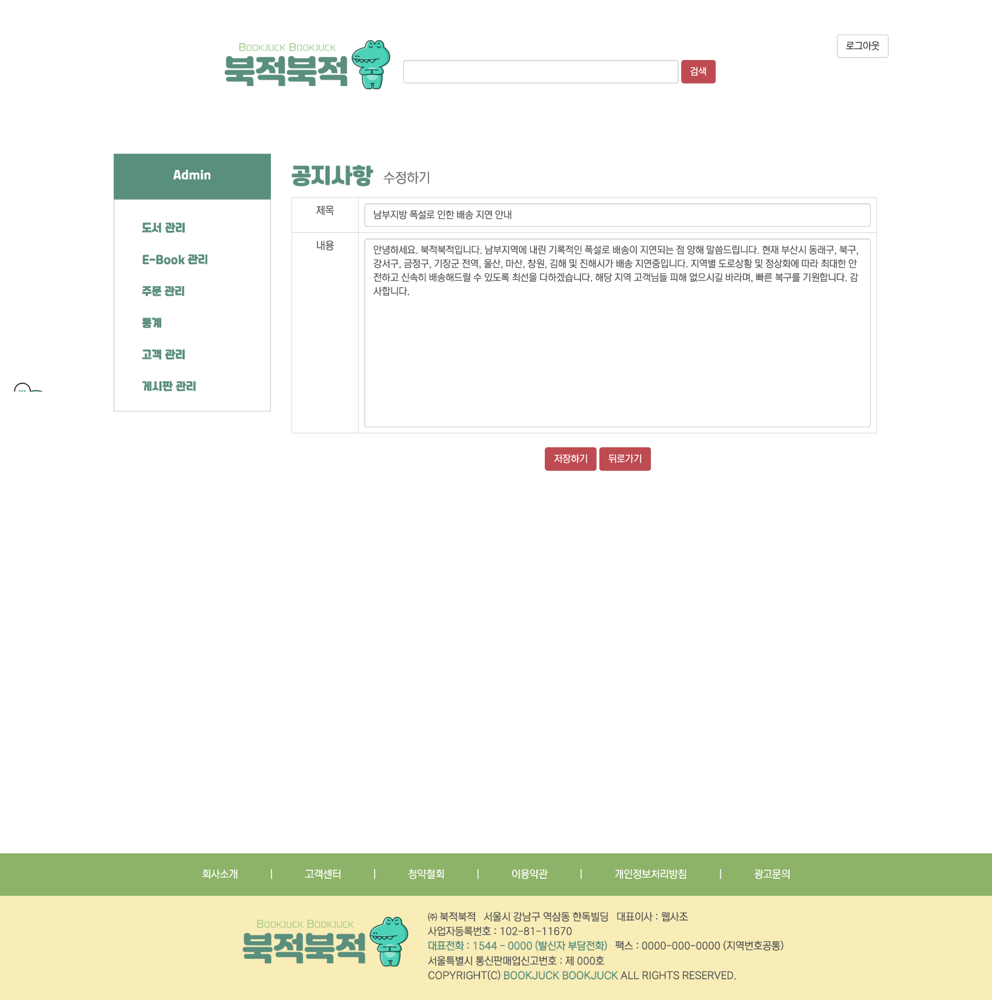 로그아웃
BOOKJUCK BOOKJUCK
북적북적
검색
Admin
도서 관리
E-Book 관리
주문 관리
통계
고객 관리
게시판 관리
공지사항 수정하기
제목
남부지방 폭설로 인한 배송 지연 안내
내용
안녕하세요. 북적북적입니다. 남부지역에 내린 기록적인 폭설로 배송이 지연되는 점 양해 말씀드립니다. 현재 부산시 동래구, 북구,
강서구, 금정구, 기장군 전역, 울산, 마산, 창원, 김해 및 진해시가 배송 지연중입니다. 지역별 도로상황 및 정상화에 따라 최대한 안
전하고 신속히 배송해드릴 수 있도록 최선을 다하겠습니다. 해당 지역 고객님들 피해 없으시길 바라며, 빠른 복구를 기원합니다. 감
사합니다.
저장하기 뒤로가기
회사소개 | 고객센터 | 청약철회 | 이용약관 | 개인정보처리방침 | 광고문의
BOOKJUCK BOOKJUCK
북적북적
㈜ 북적북적 서울시 강남구 역삼동 한독빌딩 대표이사 : 웹사조
사업자등록번호 : 102-81-11670
대표전화 : 1544 - 0000 (발신자 부담전화) 팩스 : 0000-000-0000 (지역번호공통)
서울특별시 통신판매업신고번호 : 제 000호
COPYRIGHT(C) BOOKJUCK BOOKJUCK ALL RIGHTS RESERVED.